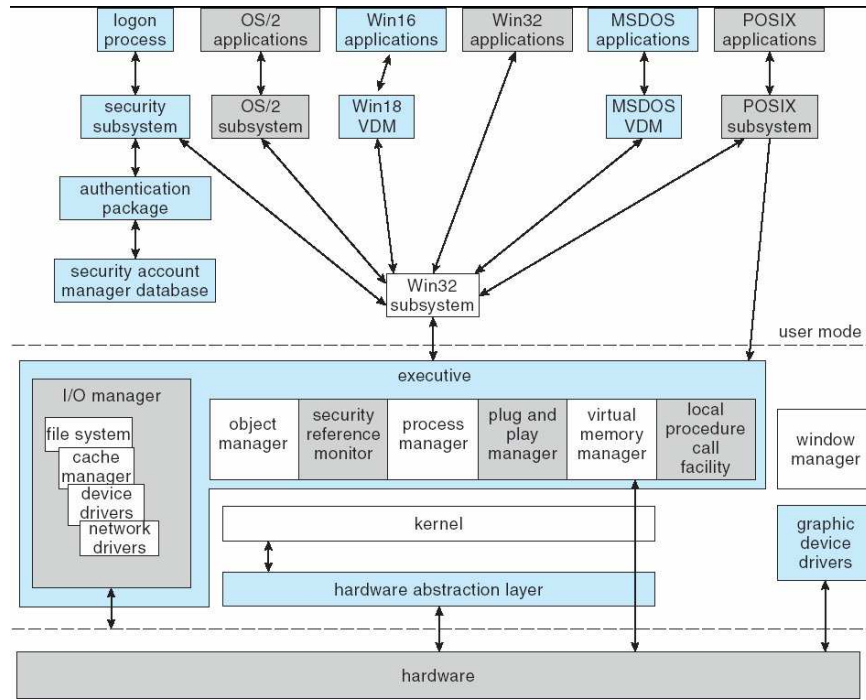 logon
process
OS/2
applications
Win16
applications
Win32
applications
MSDOS
applications
POSIX
applications
security
subsystem
OS/2
subsystem
Win18
VDM
MSDOS
VDM
POSIX
subsystem
authentication
package
security account
manager database
Win32
subsystem
user mode
executive
I/O manager
file system
cache
manager
device
drivers
network
drivers
object
manager
security
reference
monitor
process
manager
plug and
play
manager
virtual
memory
manager
local
procedure
call
facility
window
manager
kernel
graphic
device
drivers
hardware abstraction layer
hardware